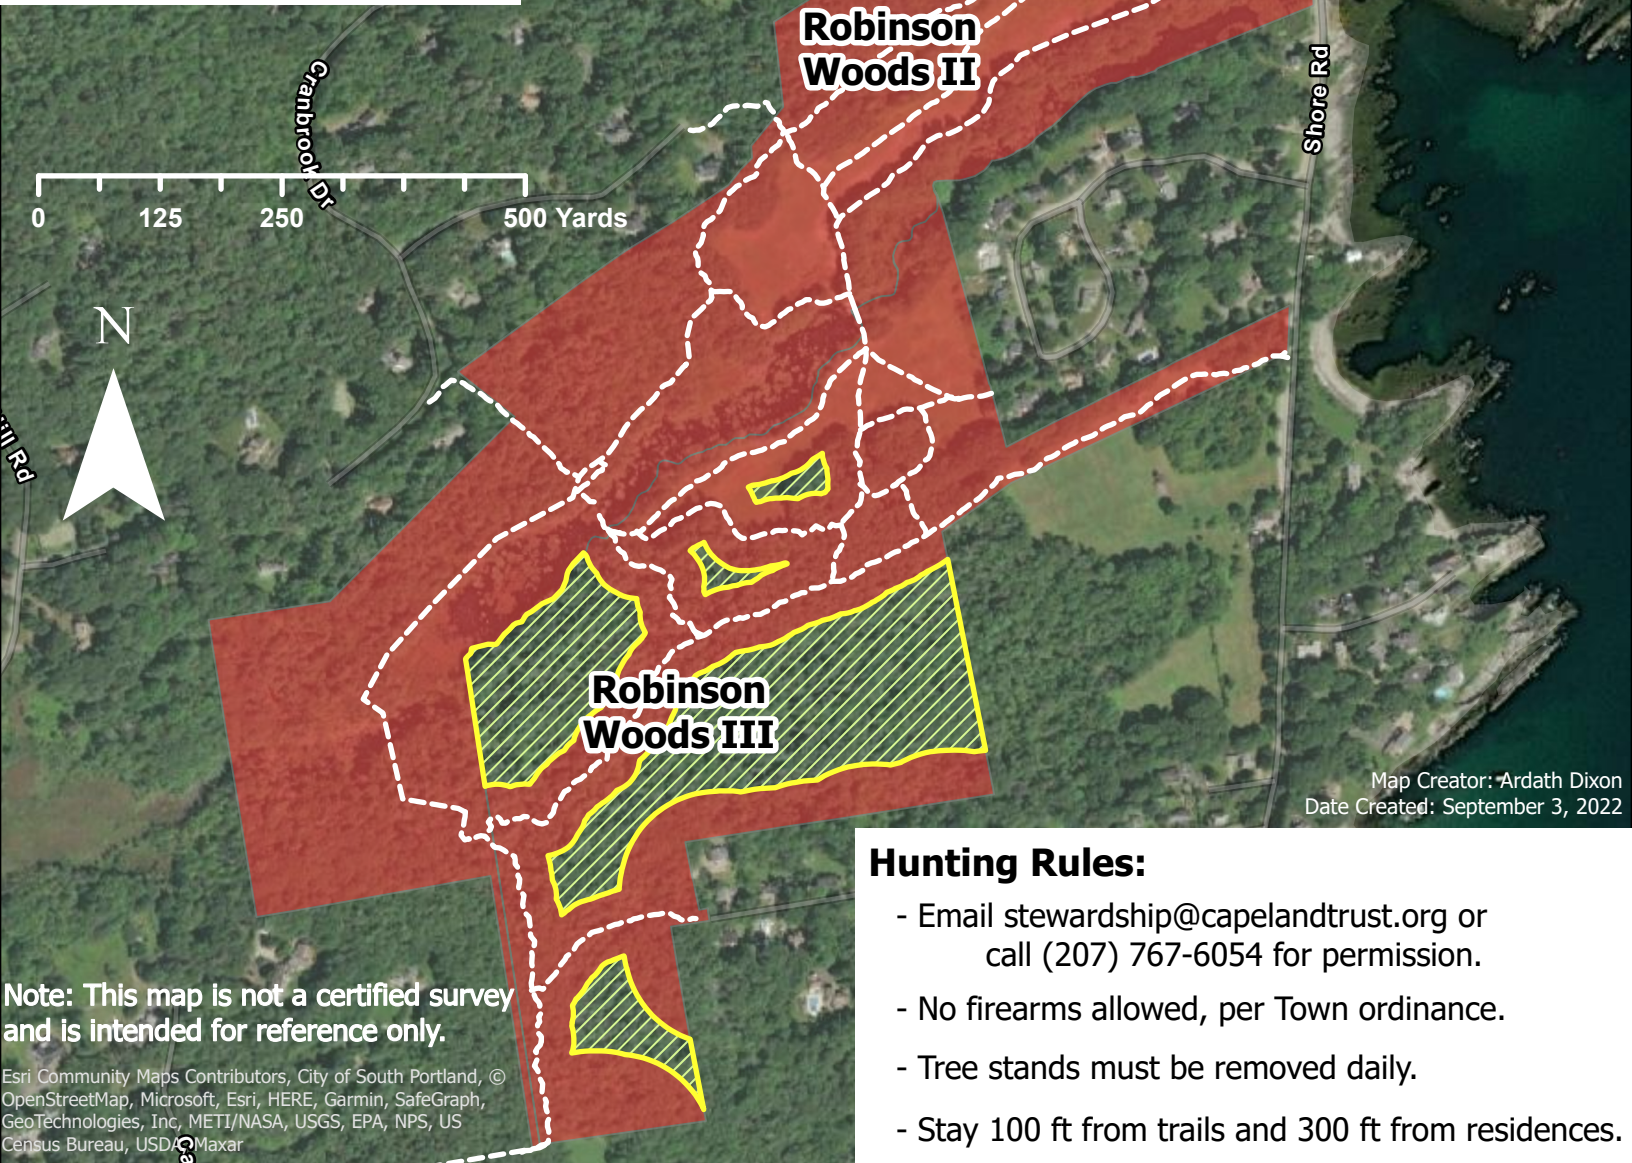 Robinson
Woods II
Cranbrook Dr
Shore Rd
0 125 250 500 Yards
N
ill Rd
Robinson
Woods III
Map Creator: Ardath Dixon
Date Created: September 3, 2022
Hunting Rules:
- Email stewardship@capelandtrust.org or
call (207) 767-6054 for permission.
- No firearms allowed, per Town ordinance.
- Tree stands must be removed daily.
- Stay 100 ft from trails and 300 ft from residences.
Note: This map is not a certified survey
and is intended for reference only.
Esri Community Maps Contributors, City of South Portland, ©
OpenStreetMap, Microsoft, Esri, HERE, Garmin, SafeGraph,
GeoTechnologies, Inc, METI/NASA, USGS, EPA, NPS, US
Census Bureau, USDA, Maxar
Ca